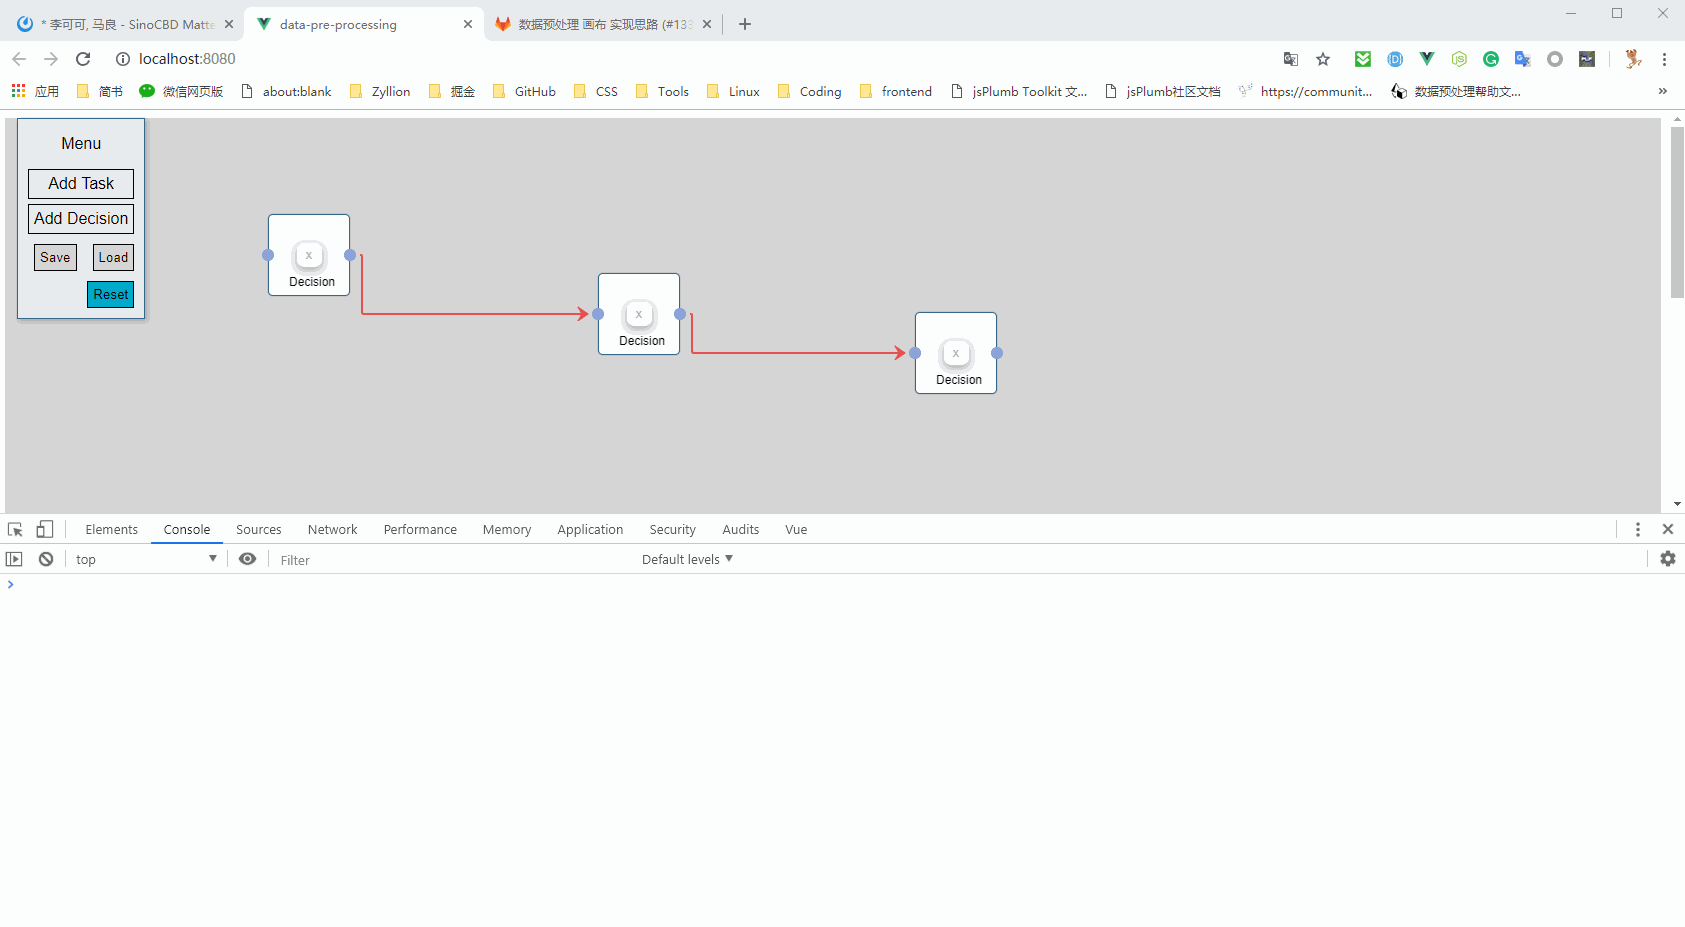 * 李可可, 马良 - SinoCBD Matte
data-pre-processing
数据预处理 画布 实现思路 (#133
localhost:8080
应用 简书 微信网页版 about:blank Zyllion 掘金 GitHub CSS Tools Linux Coding frontend jsPlumb Toolkit 文... jsPlumb社区文档 https://communit... 数据预处理帮助文... »
Menu
Add Task
Add Decision
Save Load
Reset
x
Decision
x
Decision
x
Decision
Elements Console Sources Network Performance Memory Application Security Audits Vue
top Filter Default levels